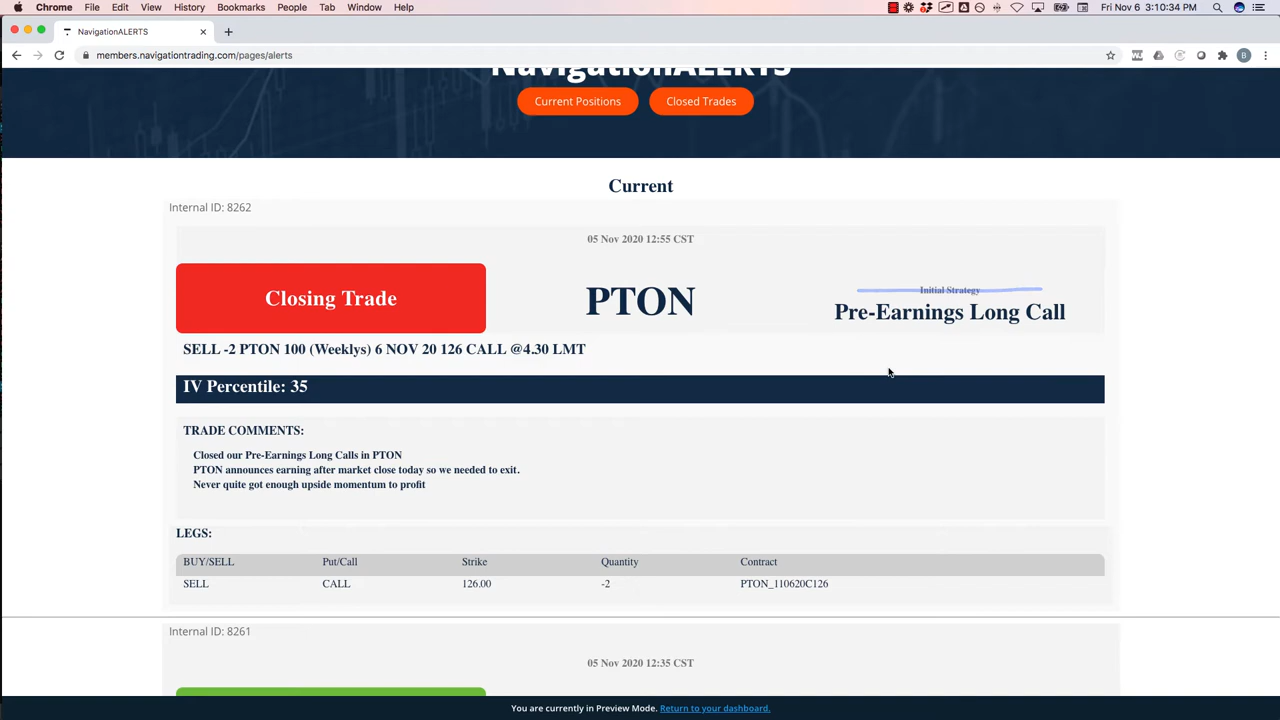 Chrome File Edit View History Bookmarks People Tab Window Help Fri Nov 6 3:10:34 PM
NavigationALERTS
members.navigationtrading.com/pages/alerts B
NavigationALERTS
Current Positions Closed Trades
Current
Internal ID: 8262
05 Nov 2020 12:55 CST
Closing Trade
PTON
Initial Strategy
Pre-Earnings Long Call
SELL -2 PTON 100 (Weeklys) 6 NOV 20 126 CALL @4.30 LMT
IV Percentile: 35
TRADE COMMENTS:
Closed our Pre-Earnings Long Calls in PTON
PTON announces earning after market close today so we needed to exit.
Never quite got enough upside momentum to profit
LEGS:
BUY/SELL Put/Call Strike Quantity Contract
SELL CALL 126.00 -2 PTON_110620C126
Internal ID: 8261
05 Nov 2020 12:35 CST
You are currently in Preview Mode. Return to your dashboard.